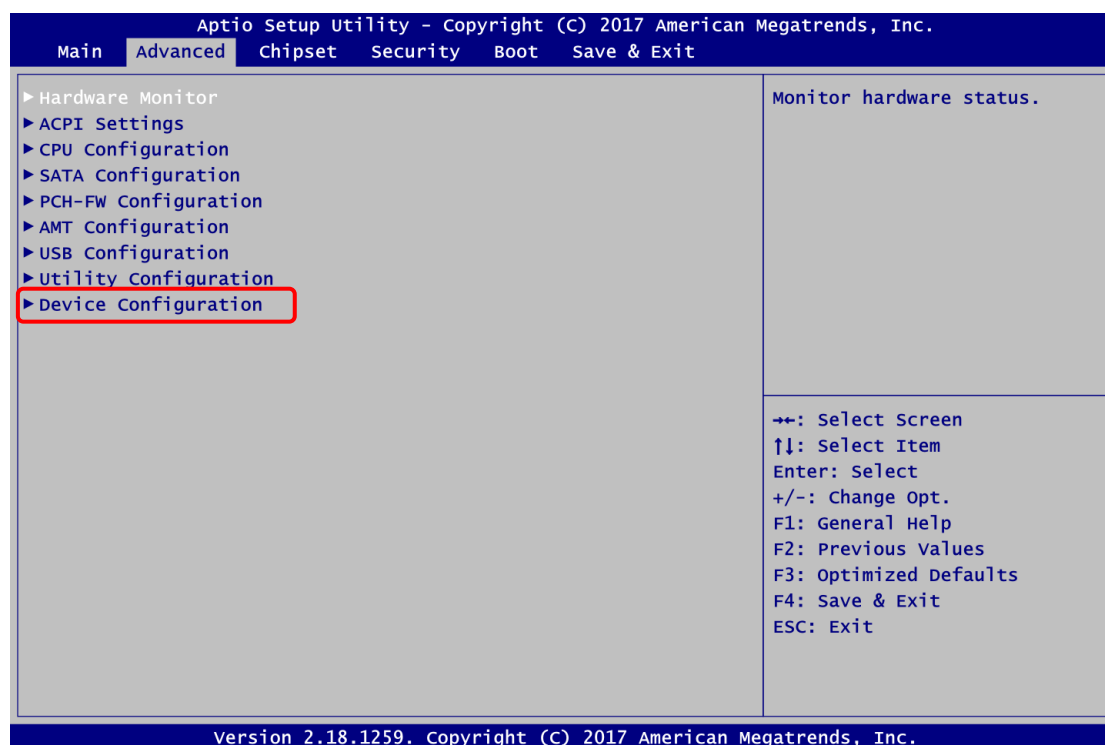 Aptio Setup Utility – Copyright (C) 2017 American Megatrends, Inc.
Main Advanced Chipset Security Boot Save & Exit
►Hardware Monitor
►ACPI Settings
►CPU Configuration
►SATA Configuration
►PCH-FW Configuration
►AMT Configuration
►USB Configuration
►Utility Configuration
►Device Configuration
Monitor hardware status.
→←: Select Screen
↑↓: Select Item
Enter: Select
+/-: Change Opt.
F1: General Help
F2: Previous Values
F3: Optimized Defaults
F4: Save & Exit
ESC: Exit
Version 2.18.1259. Copyright (C) 2017 American Megatrends, Inc.